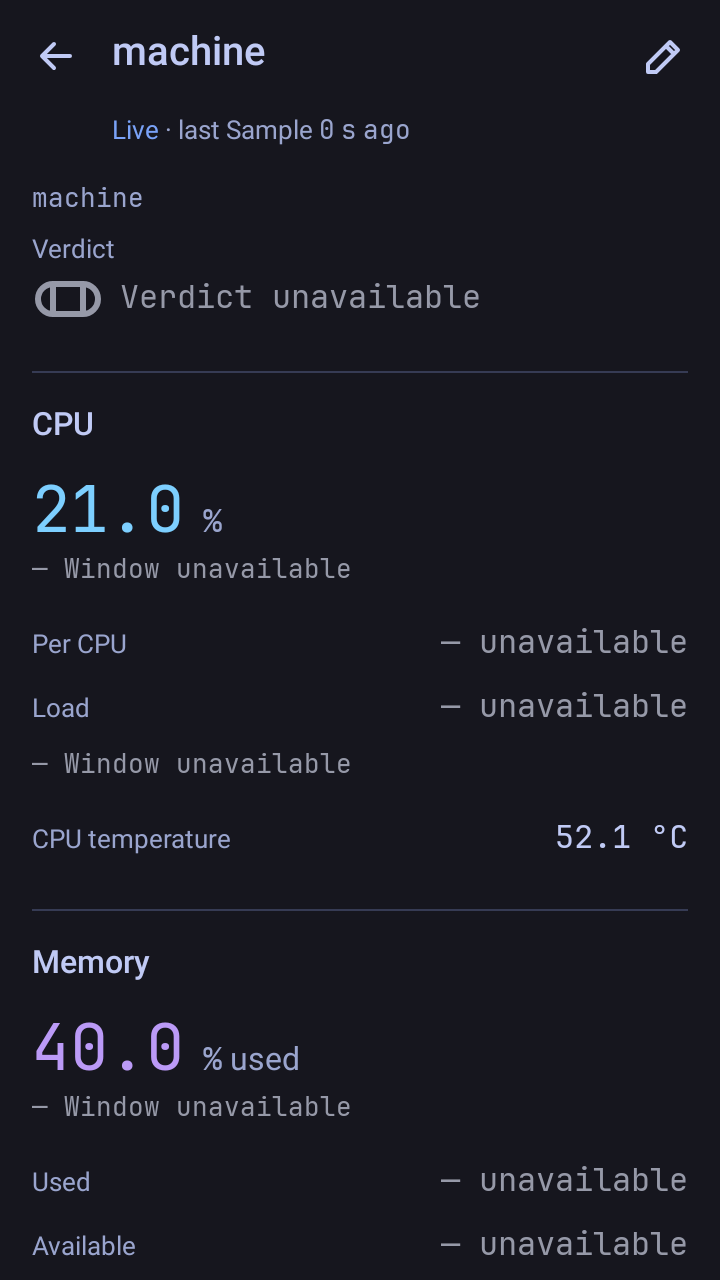 machine
Live · last Sample 0 s ago
machine
Verdict
Verdict unavailable
CPU
21.0 %
— Window unavailable
Per CPU — unavailable
Load — unavailable
— Window unavailable
CPU temperature 52.1 °C
Memory
40.0 % used
— Window unavailable
Used — unavailable
Available — unavailable